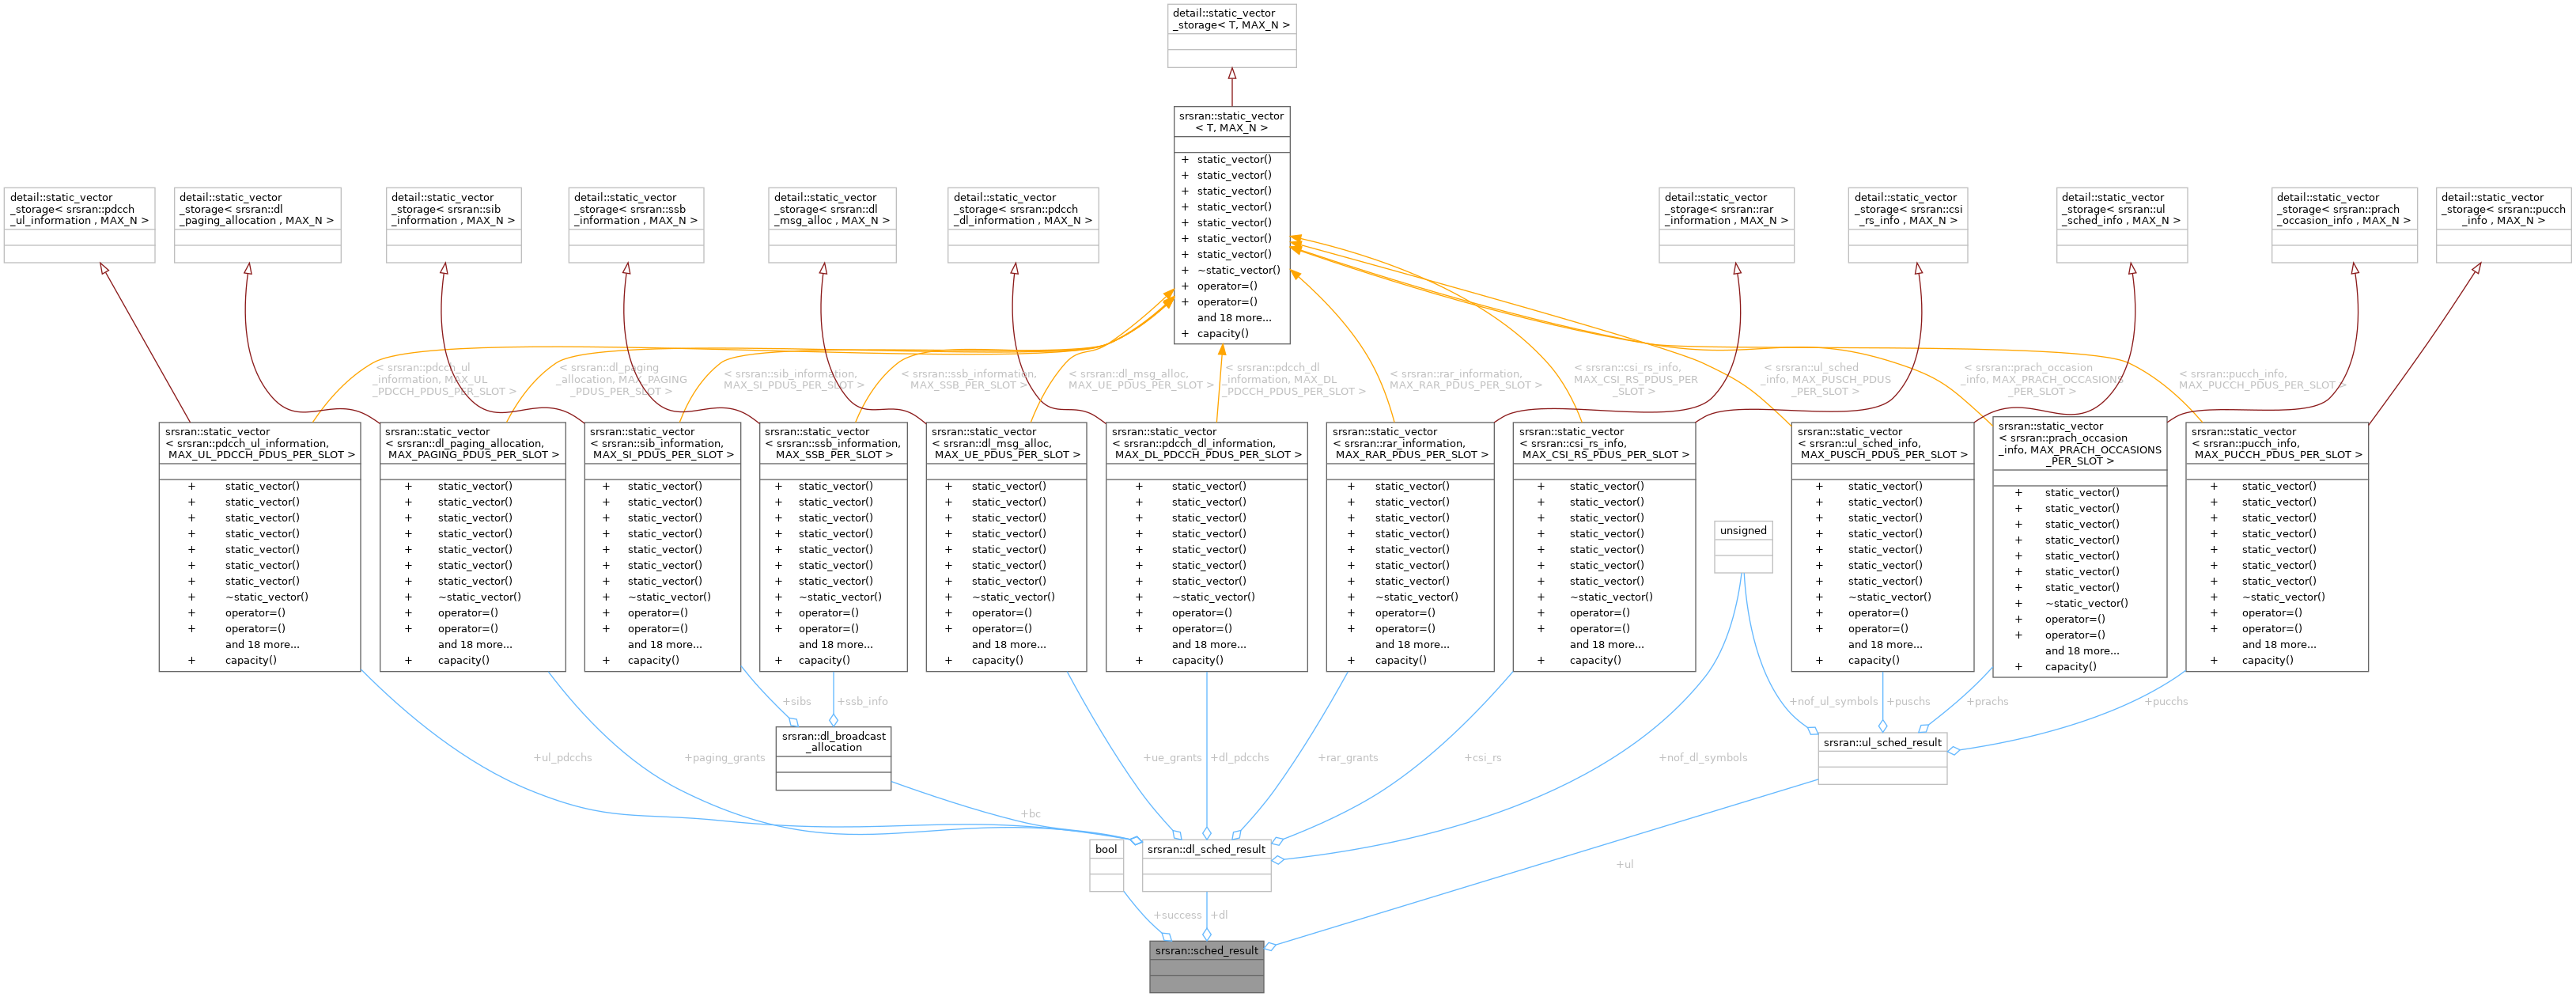 detail::static_vector
_storage< T, MAX_N >
srsran::static_vector
< T, MAX_N >
+ static_vector()
+ static_vector()
+ static_vector()
+ static_vector()
+ static_vector()
+ static_vector()
+ static_vector()
+ ~static_vector()
+ operator=()
+ operator=()
and 18 more...
+ capacity()
detail::static_vector
_storage< srsran::pdcch
_ul_information , MAX_N >
detail::static_vector
_storage< srsran::dl
_paging_allocation , MAX_N >
detail::static_vector
_storage< srsran::sib
_information , MAX_N >
detail::static_vector
_storage< srsran::ssb
_information , MAX_N >
detail::static_vector
_storage< srsran::dl
_msg_alloc , MAX_N >
detail::static_vector
_storage< srsran::pdcch
_dl_information , MAX_N >
detail::static_vector
_storage< srsran::rar
_information , MAX_N >
detail::static_vector
_storage< srsran::csi
_rs_info , MAX_N >
detail::static_vector
_storage< srsran::ul
_sched_info , MAX_N >
detail::static_vector
_storage< srsran::prach
_occasion_info , MAX_N >
detail::static_vector
_storage< srsran::pucch
_info , MAX_N >
< srsran::pdcch_ul
_information, MAX_UL
_PDCCH_PDUS_PER_SLOT >
< srsran::dl_paging
_allocation, MAX_PAGING
_PDUS_PER_SLOT >
< srsran::sib_information,
MAX_SI_PDUS_PER_SLOT >
< srsran::ssb_information,
MAX_SSB_PER_SLOT >
< srsran::dl_msg_alloc,
MAX_UE_PDUS_PER_SLOT >
< srsran::pdcch_dl
_information, MAX_DL
_PDCCH_PDUS_PER_SLOT >
< srsran::rar_information,
MAX_RAR_PDUS_PER_SLOT >
< srsran::csi_rs_info,
MAX_CSI_RS_PDUS_PER
_SLOT >
< srsran::ul_sched
_info, MAX_PUSCH_PDUS
_PER_SLOT >
< srsran::prach_occasion
_info, MAX_PRACH_OCCASIONS
_PER_SLOT >
< srsran::pucch_info,
MAX_PUCCH_PDUS_PER_SLOT >
srsran::static_vector
< srsran::pdcch_ul_information,
MAX_UL_PDCCH_PDUS_PER_SLOT >
+ static_vector()
+ static_vector()
+ static_vector()
+ static_vector()
+ static_vector()
+ static_vector()
+ static_vector()
+ ~static_vector()
+ operator=()
+ operator=()
and 18 more...
+ capacity()
srsran::static_vector
< srsran::dl_paging_allocation,
MAX_PAGING_PDUS_PER_SLOT >
+ static_vector()
+ static_vector()
+ static_vector()
+ static_vector()
+ static_vector()
+ static_vector()
+ static_vector()
+ ~static_vector()
+ operator=()
+ operator=()
and 18 more...
+ capacity()
srsran::static_vector
< srsran::sib_information,
MAX_SI_PDUS_PER_SLOT >
+ static_vector()
+ static_vector()
+ static_vector()
+ static_vector()
+ static_vector()
+ static_vector()
+ static_vector()
+ ~static_vector()
+ operator=()
+ operator=()
and 18 more...
+ capacity()
srsran::static_vector
< srsran::ssb_information,
MAX_SSB_PER_SLOT >
+ static_vector()
+ static_vector()
+ static_vector()
+ static_vector()
+ static_vector()
+ static_vector()
+ static_vector()
+ ~static_vector()
+ operator=()
+ operator=()
and 18 more...
+ capacity()
srsran::static_vector
< srsran::dl_msg_alloc,
MAX_UE_PDUS_PER_SLOT >
+ static_vector()
+ static_vector()
+ static_vector()
+ static_vector()
+ static_vector()
+ static_vector()
+ static_vector()
+ ~static_vector()
+ operator=()
+ operator=()
and 18 more...
+ capacity()
srsran::static_vector
< srsran::pdcch_dl_information,
MAX_DL_PDCCH_PDUS_PER_SLOT >
+ static_vector()
+ static_vector()
+ static_vector()
+ static_vector()
+ static_vector()
+ static_vector()
+ static_vector()
+ ~static_vector()
+ operator=()
+ operator=()
and 18 more...
+ capacity()
srsran::static_vector
< srsran::rar_information,
MAX_RAR_PDUS_PER_SLOT >
+ static_vector()
+ static_vector()
+ static_vector()
+ static_vector()
+ static_vector()
+ static_vector()
+ static_vector()
+ ~static_vector()
+ operator=()
+ operator=()
and 18 more...
+ capacity()
srsran::static_vector
< srsran::csi_rs_info,
MAX_CSI_RS_PDUS_PER_SLOT >
+ static_vector()
+ static_vector()
+ static_vector()
+ static_vector()
+ static_vector()
+ static_vector()
+ static_vector()
+ ~static_vector()
+ operator=()
+ operator=()
and 18 more...
+ capacity()
unsigned
srsran::static_vector
< srsran::ul_sched_info,
MAX_PUSCH_PDUS_PER_SLOT >
+ static_vector()
+ static_vector()
+ static_vector()
+ static_vector()
+ static_vector()
+ static_vector()
+ static_vector()
+ ~static_vector()
+ operator=()
+ operator=()
and 18 more...
+ capacity()
srsran::static_vector
< srsran::prach_occasion
_info, MAX_PRACH_OCCASIONS
_PER_SLOT >
+ static_vector()
+ static_vector()
+ static_vector()
+ static_vector()
+ static_vector()
+ static_vector()
+ static_vector()
+ ~static_vector()
+ operator=()
+ operator=()
and 18 more...
+ capacity()
srsran::static_vector
< srsran::pucch_info,
MAX_PUCCH_PDUS_PER_SLOT >
+ static_vector()
+ static_vector()
+ static_vector()
+ static_vector()
+ static_vector()
+ static_vector()
+ static_vector()
+ ~static_vector()
+ operator=()
+ operator=()
and 18 more...
+ capacity()
+sibs
+ssb_info
+nof_ul_symbols
+puschs
+prachs
+pucchs
srsran::dl_broadcast
_allocation
srsran::ul_sched_result
+ul_pdcchs
+paging_grants
+ue_grants
+dl_pdcchs
+rar_grants
+csi_rs
+nof_dl_symbols
+bc
bool
srsran::dl_sched_result
+ul
+success
+dl
srsran::sched_result